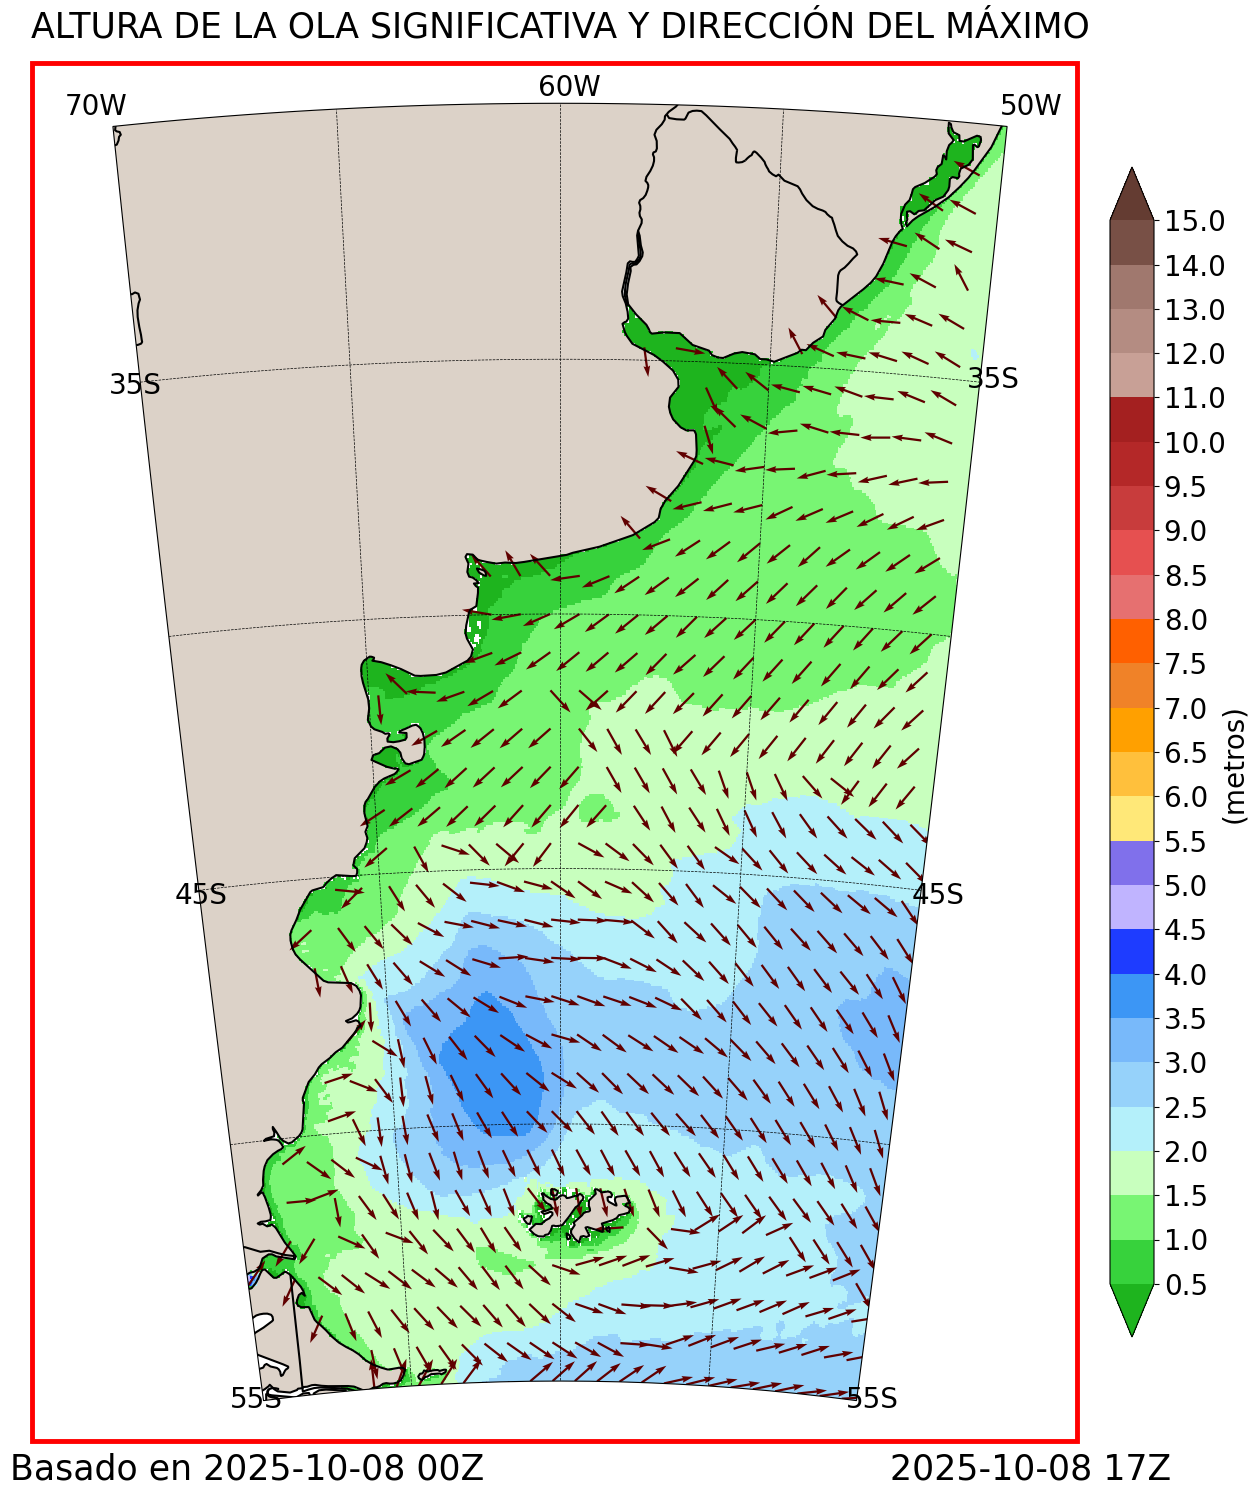 ALTURA DE LA OLA SIGNIFICATIVA Y DIRECCIÓN DEL MÁXIMO
70W
60W
50W
35S
35S
45S
45S
55S
55S
15.0
14.0
13.0
12.0
11.0
10.0
9.5
9.0
8.5
8.0
7.5
7.0
6.5
6.0
5.5
5.0
4.5
4.0
3.5
3.0
2.5
2.0
1.5
1.0
0.5
(metros)
Basado en 2025-10-08 00Z
2025-10-08 17Z